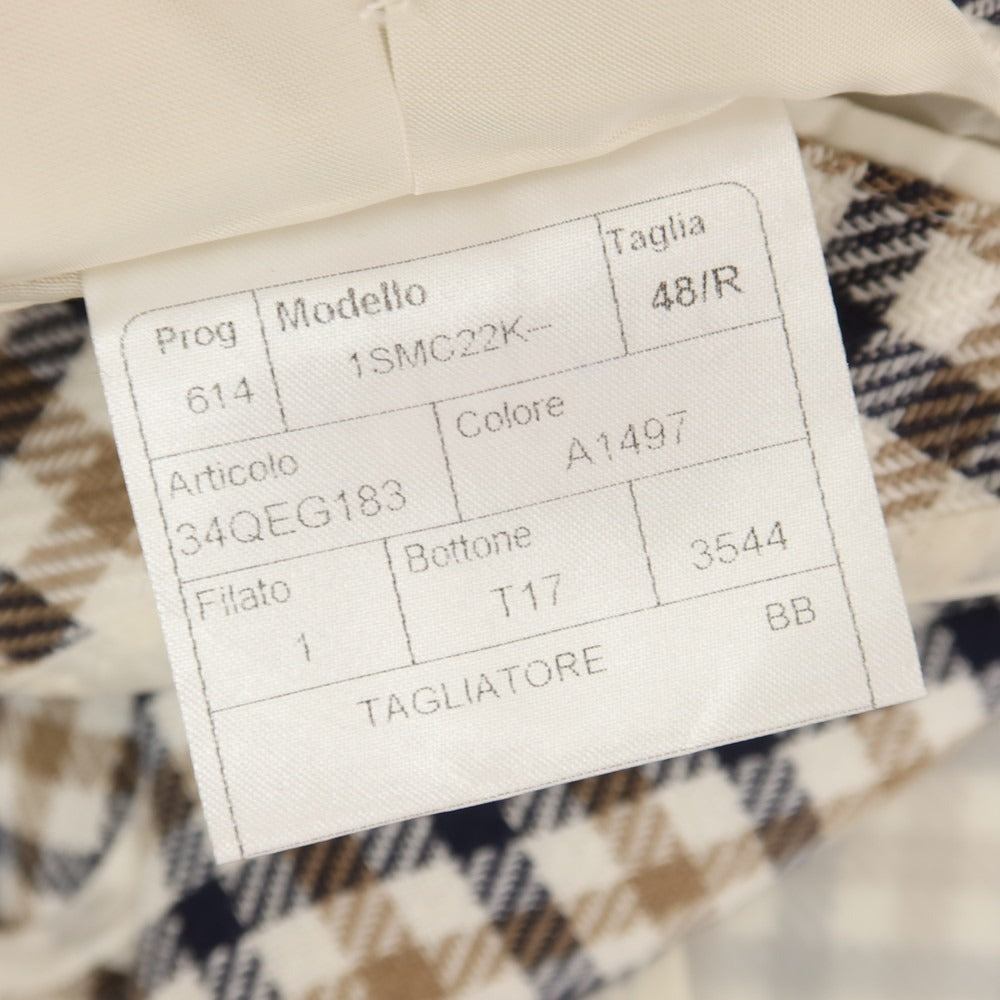 Prog Modello Taglia
614 1SMC22K-- 48/R
Articolo Colore
34QEG183 A1497
Filato Bottone
1 T17 3544
TAGLIATORE BB